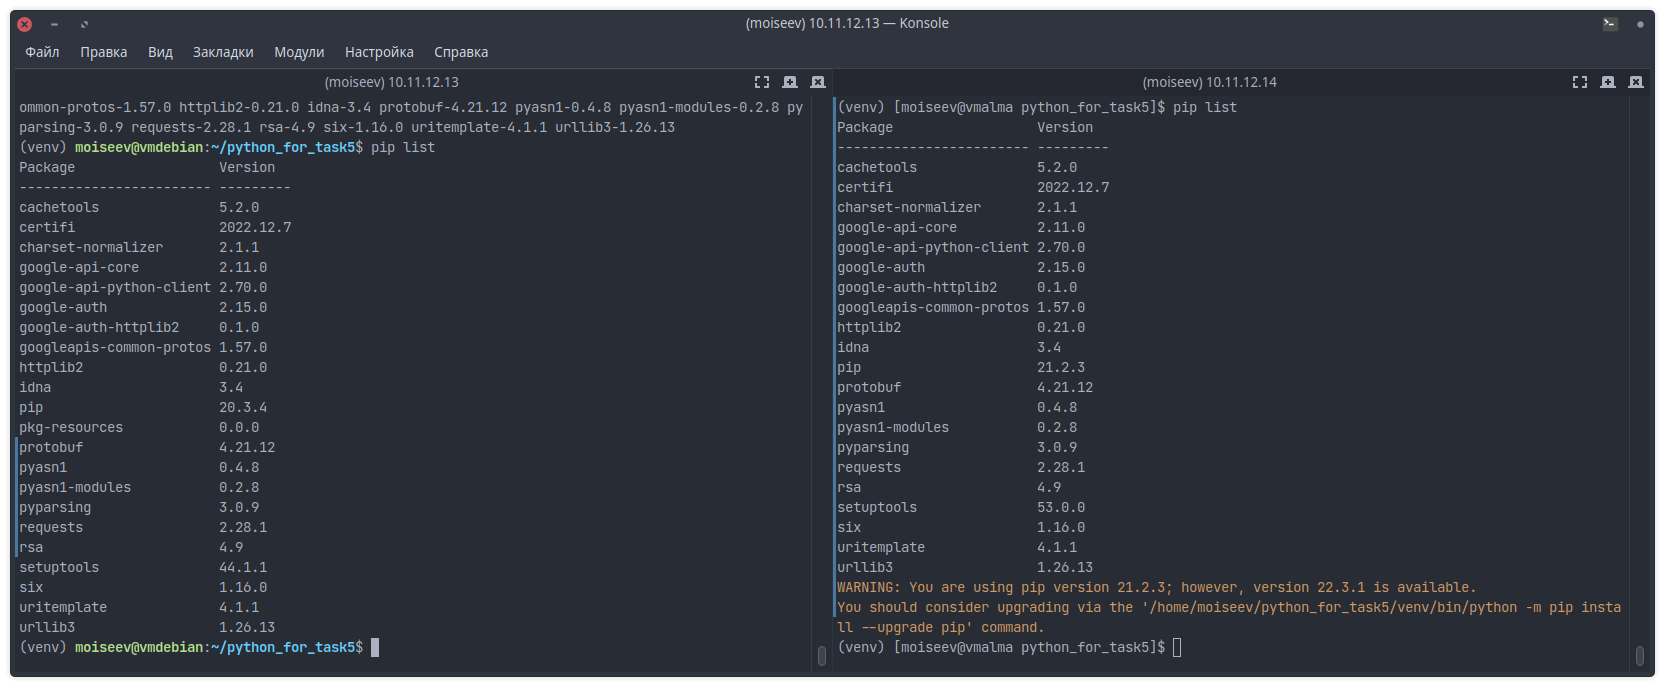 (moiseev) 10.11.12.13 — Konsole
Файл Правка Вид Закладки Модули Настройка Справка
(moiseev) 10.11.12.13
ommon-protos-1.57.0 httplib2-0.21.0 idna-3.4 protobuf-4.21.12 pyasn1-0.4.8 pyasn1-modules-0.2.8 py
parsing-3.0.9 requests-2.28.1 rsa-4.9 six-1.16.0 uritemplate-4.1.1 urllib3-1.26.13
(venv) moiseev@vmdebian:~/python_for_task5$ pip list
Package Version
------------------------ ---------
cachetools 5.2.0
certifi 2022.12.7
charset-normalizer 2.1.1
google-api-core 2.11.0
google-api-python-client 2.70.0
google-auth 2.15.0
google-auth-httplib2 0.1.0
googleapis-common-protos 1.57.0
httplib2 0.21.0
idna 3.4
pip 20.3.4
pkg-resources 0.0.0
protobuf 4.21.12
pyasn1 0.4.8
pyasn1-modules 0.2.8
pyparsing 3.0.9
requests 2.28.1
rsa 4.9
setuptools 44.1.1
six 1.16.0
uritemplate 4.1.1
urllib3 1.26.13
(venv) moiseev@vmdebian:~/python_for_task5$
(moiseev) 10.11.12.14
(venv) [moiseev@vmalma python_for_task5]$ pip list
Package Version
------------------------ ---------
cachetools 5.2.0
certifi 2022.12.7
charset-normalizer 2.1.1
google-api-core 2.11.0
google-api-python-client 2.70.0
google-auth 2.15.0
google-auth-httplib2 0.1.0
googleapis-common-protos 1.57.0
httplib2 0.21.0
idna 3.4
pip 21.2.3
protobuf 4.21.12
pyasn1 0.4.8
pyasn1-modules 0.2.8
pyparsing 3.0.9
requests 2.28.1
rsa 4.9
setuptools 53.0.0
six 1.16.0
uritemplate 4.1.1
urllib3 1.26.13
WARNING: You are using pip version 21.2.3; however, version 22.3.1 is available.
You should consider upgrading via the '/home/moiseev/python_for_task5/venv/bin/python -m pip insta
ll --upgrade pip' command.
(venv) [moiseev@vmalma python_for_task5]$